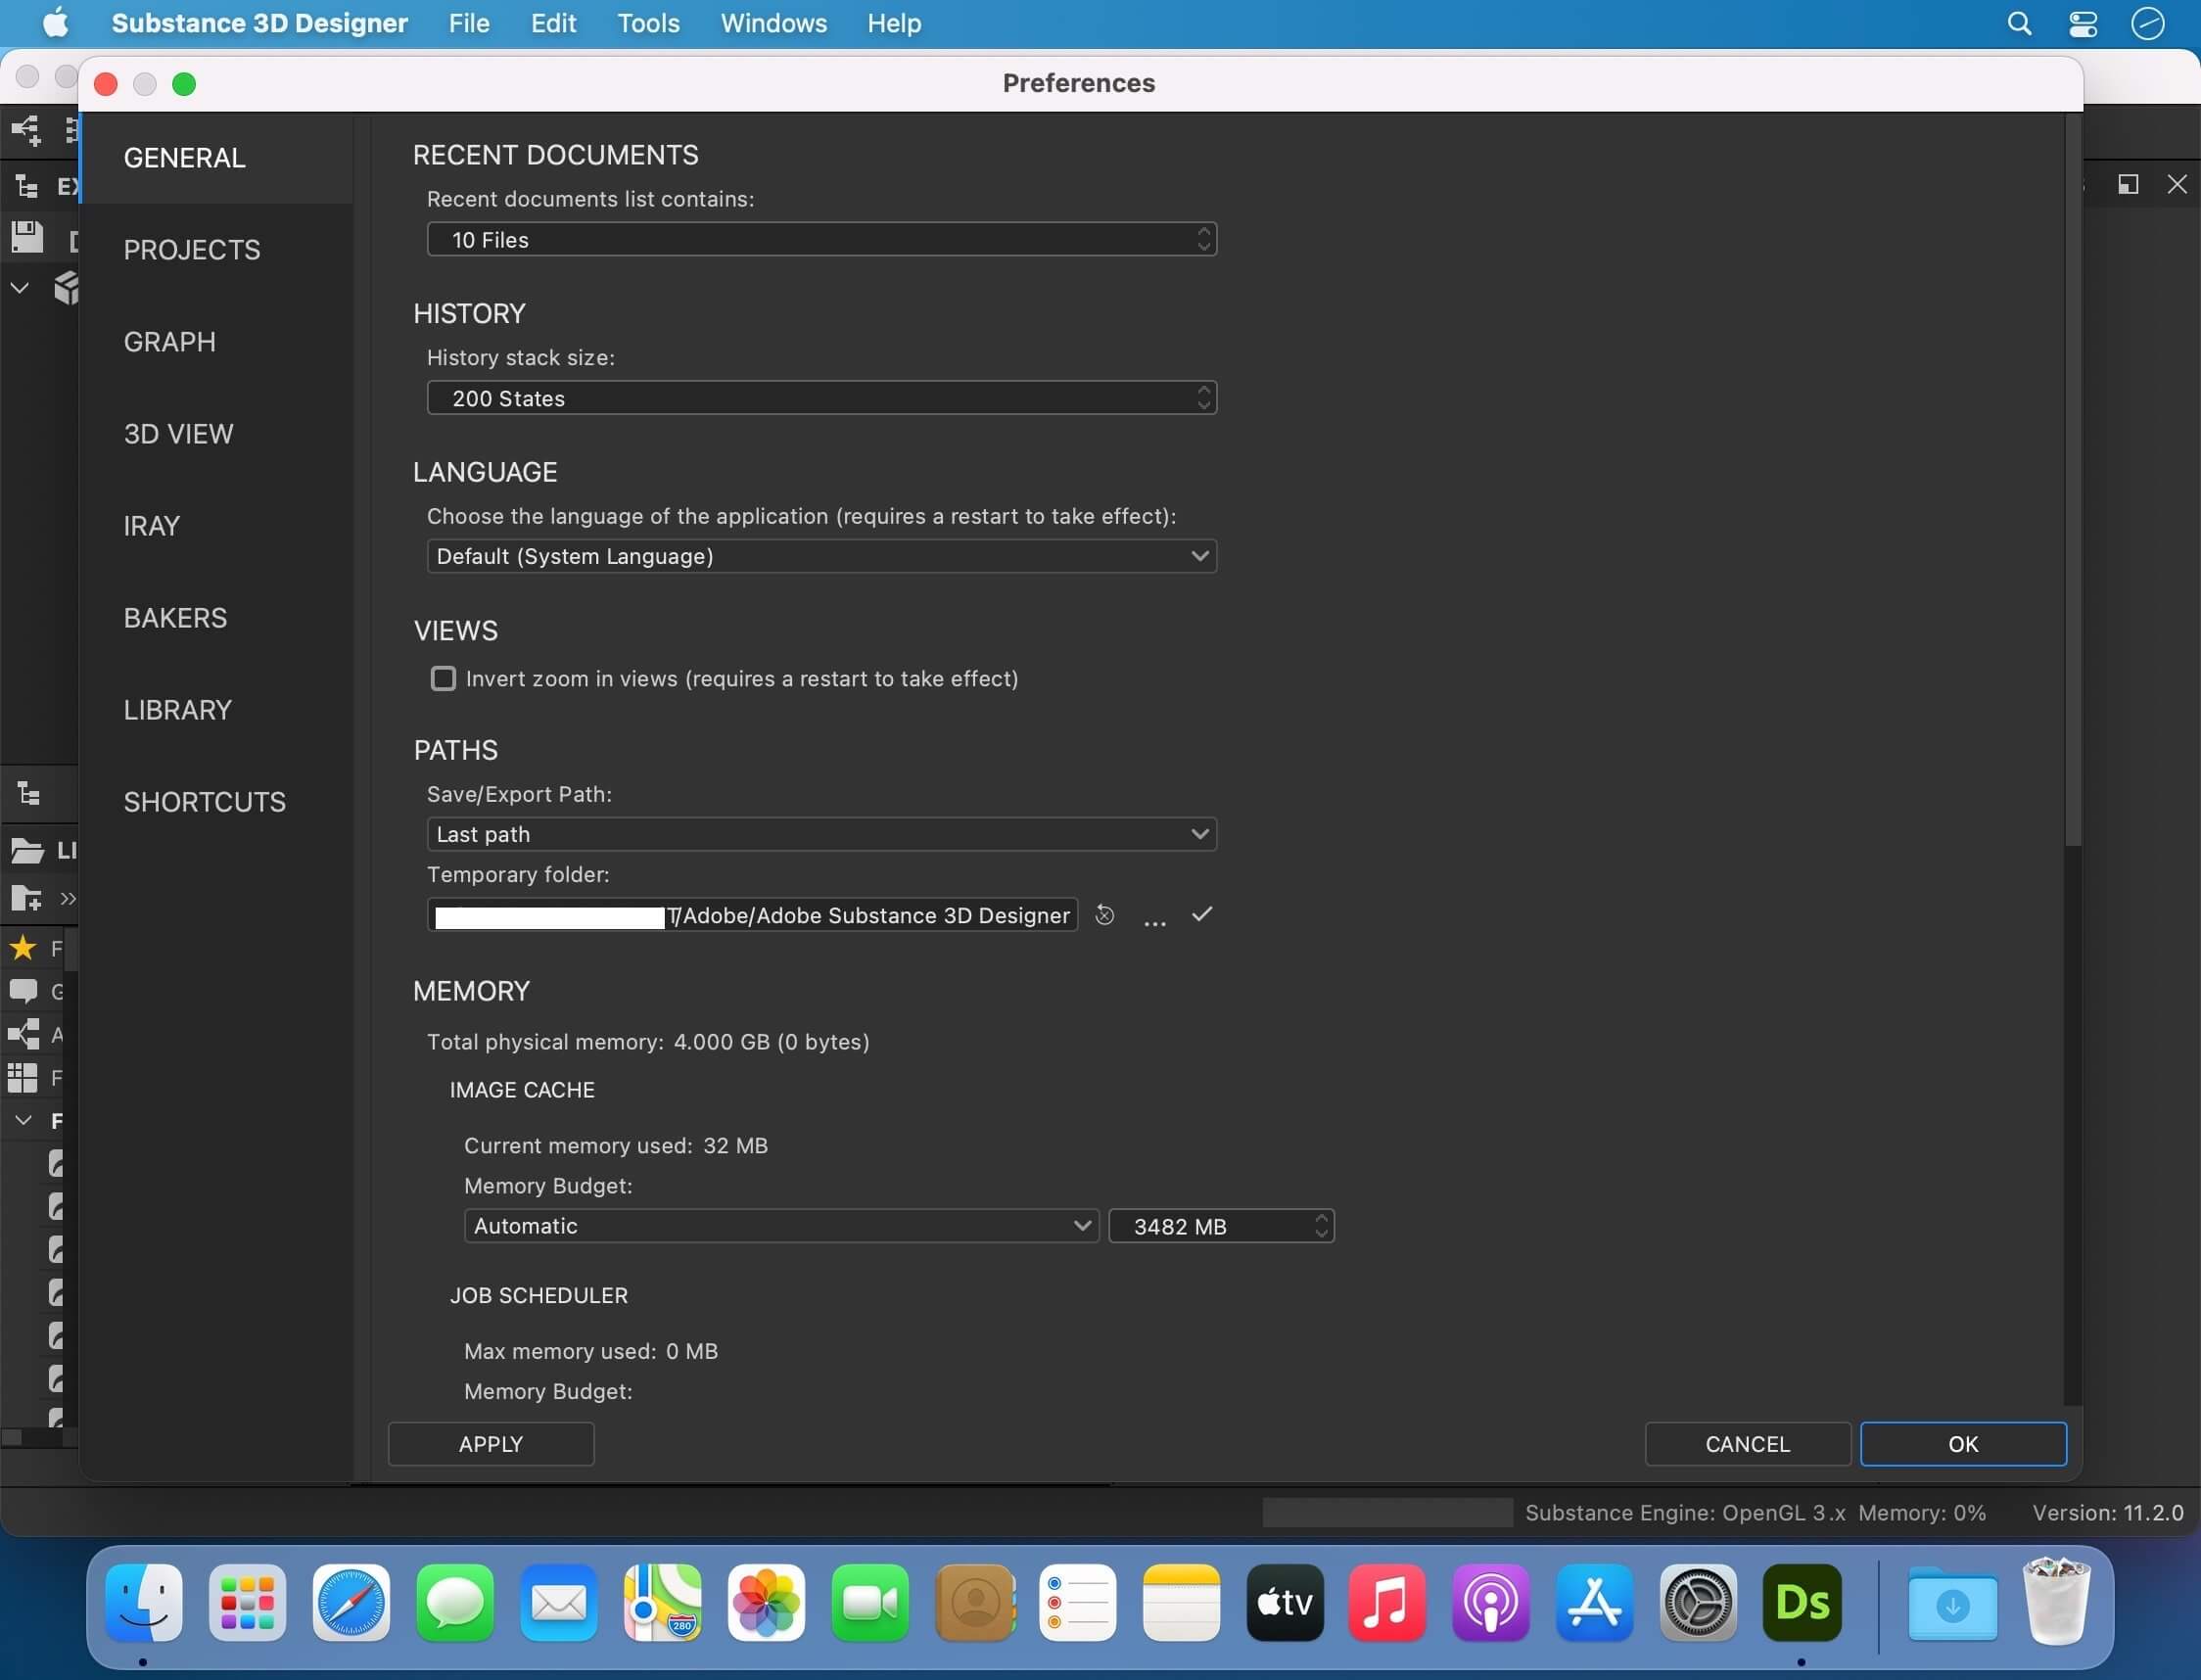 Substance 3D Designer File Edit Tools Windows Help
Preferences
GENERAL
PROJECTS
GRAPH
3D VIEW
IRAY
BAKERS
LIBRARY
SHORTCUTS
RECENT DOCUMENTS
Recent documents list contains:
10 Files
HISTORY
History stack size:
200 States
LANGUAGE
Choose the language of the application (requires a restart to take effect):
Default (System Language)
VIEWS
Invert zoom in views (requires a restart to take effect)
PATHS
Save/Export Path:
Last path
Temporary folder:
T/Adobe/Adobe Substance 3D Designer
...
MEMORY
Total physical memory: 4.000 GB (0 bytes)
IMAGE CACHE
Current memory used: 32 MB
Memory Budget:
Automatic 3482 MB
JOB SCHEDULER
Max memory used: 0 MB
Memory Budget:
APPLY CANCEL OK
Substance Engine: OpenGL 3.x Memory: 0% Version: 11.2.0
280
tv
Ds